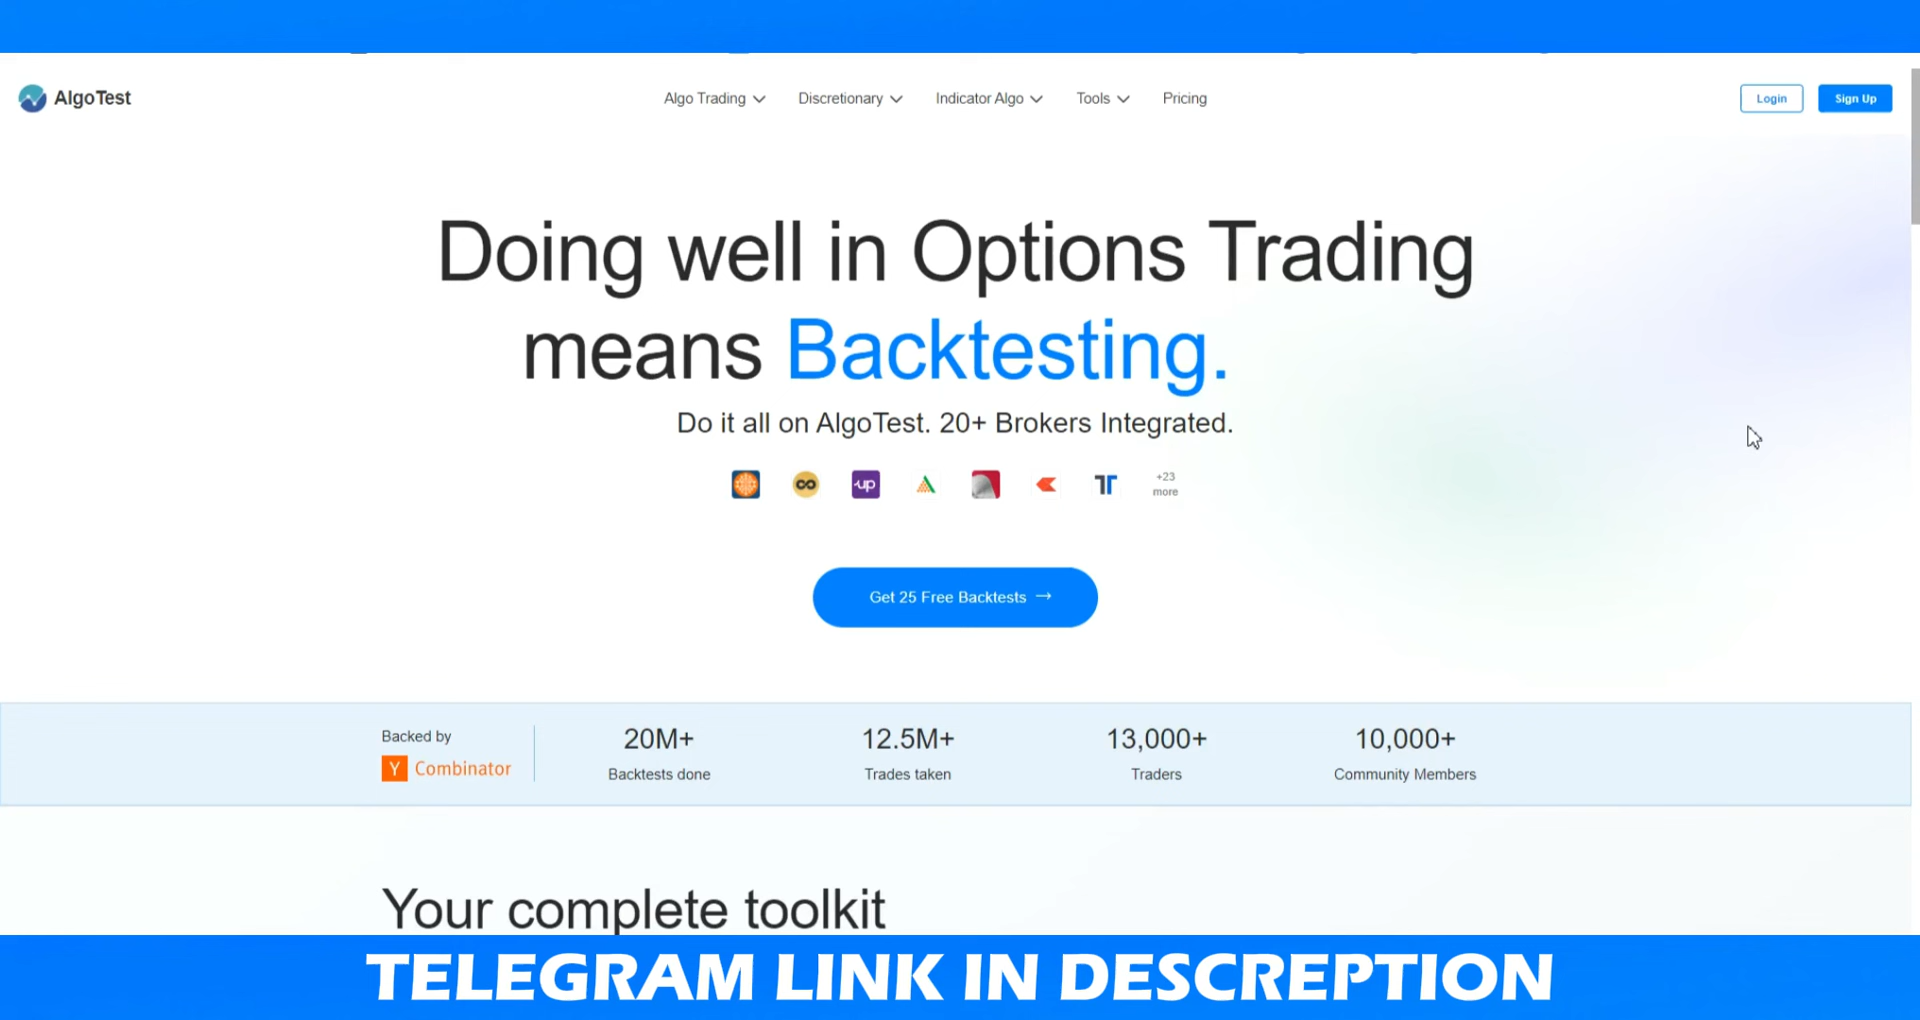 AlgoTest
Algo Trading
Discretionary
Indicator Algo
Tools
Pricing
Login
Sign Up
Doing well in Options Trading
means Backtesting.
Do it all on AlgoTest. 20+ Brokers Integrated.
up
+23
more
Get 25 Free Backtests →
Backed by
Y Combinator
20M+
Backtests done
12.5M+
Trades taken
13,000+
Traders
10,000+
Community Members
Your complete toolkit
TELEGRAM LINK IN DESCREPTION